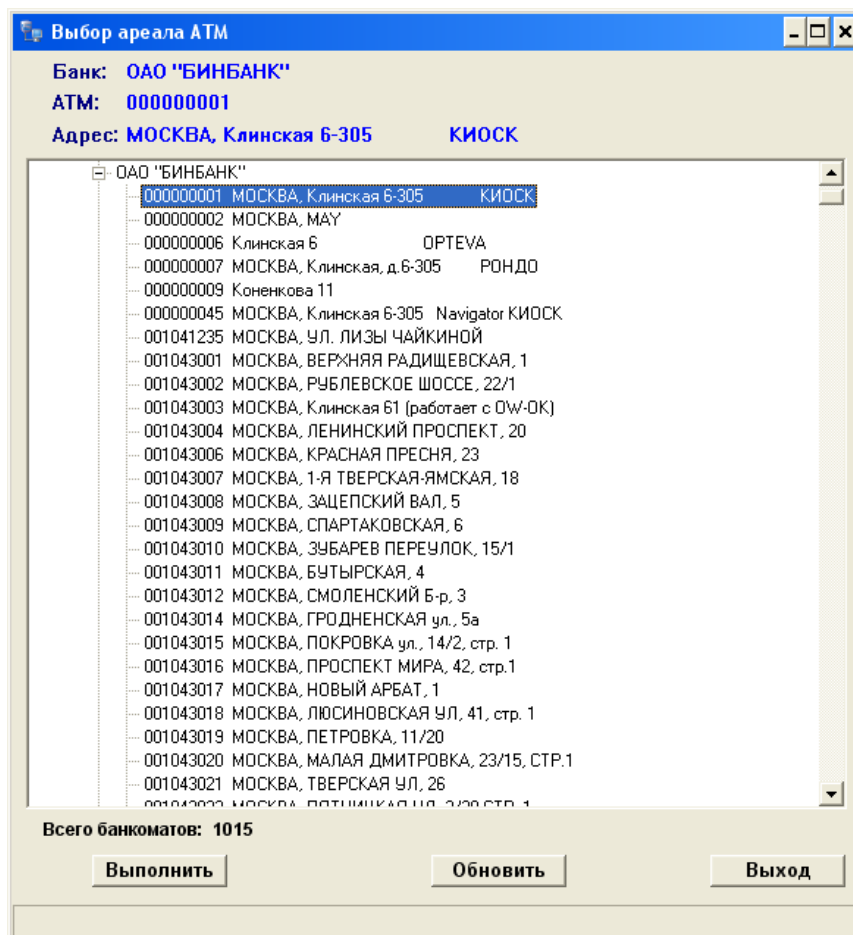 Выбор ареала АТМ
Банк: ОАО "БИНБАНК"
АТМ: 000000001
Адрес: МОСКВА, Клинская 6-305 КИОСК
ОАО "БИНБАНК"
000000001 МОСКВА, Клинская 6-305 КИОСК
000000002 МОСКВА, МАУ
000000006 Клинская 6 OPTEVA
000000007 МОСКВА, Клинская, д.6-305 РОНДО
000000009 Коненкова 11
000000045 МОСКВА, Клинская 6-305 Navigator КИОСК
001041235 МОСКВА, УЛ. ЛИЗЫ ЧАЙКИНОЙ
001043001 МОСКВА, ВЕРХНЯЯ РАДИЩЕВСКАЯ, 1
001043002 МОСКВА, РУБЛЕВСКОЕ ШОССЕ, 22/1
001043003 МОСКВА, Клинская 61 (работает с OW-OK)
001043004 МОСКВА, ЛЕНИНСКИЙ ПРОСПЕКТ, 20
001043006 МОСКВА, КРАСНАЯ ПРЕСНЯ, 23
001043007 МОСКВА, 1-Я ТВЕРСКАЯ-ЯМСКАЯ, 18
001043008 МОСКВА, ЗАЦЕПСКИЙ ВАЛ, 5
001043009 МОСКВА, СПАРТАКОВСКАЯ, 6
001043010 МОСКВА, ЗУБАРЕВ ПЕРЕУЛОК, 15/1
001043011 МОСКВА, БУТЫРСКАЯ, 4
001043012 МОСКВА, СМОЛЕНСКИЙ Б-р, 3
001043014 МОСКВА, ГРОДНЕНСКАЯ ул., 5а
001043015 МОСКВА, ПОКРОВКА ул., 14/2, стр. 1
001043016 МОСКВА, ПРОСПЕКТ МИРА, 42, стр.1
001043017 МОСКВА, НОВЫЙ АРБАТ, 1
001043018 МОСКВА, ЛЮСИНОВСКАЯ УЛ, 41, стр. 1
001043019 МОСКВА, ПЕТРОВКА, 11/20
001043020 МОСКВА, МАЛАЯ ДМИТРОВКА, 23/15, СТР.1
001043021 МОСКВА, ТВЕРСКАЯ УЛ, 26
Всего банкоматов: 1015
Выполнить Обновить Выход